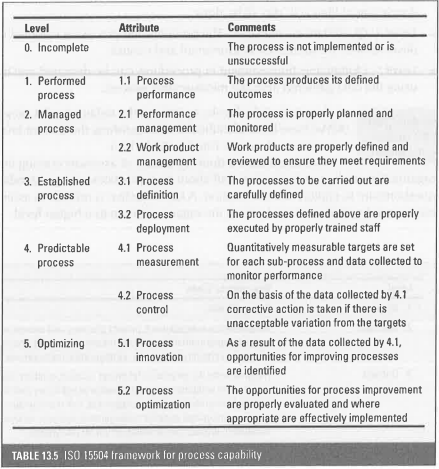 Level Attribute Comments
0. Incomplete The process is not implemented or is
unsuccessful
1. Performed 1.1 Process The process produces its defined
process performance outcomes
2. Managed 2.1 Performance The process is properly planned and
process management monitored
2.2 Work product Work products are properly defined and
management reviewed to ensure they meet requirements
3. Established 3.1 Process The processes to be carried out are
process definition carefully defined
3.2 Process The processes defined above are properly
deployment executed by properly trained staff
4. Predictable 4.1 Process Quantitatively measurable targets are set
process measurement for each sub-process and data collected to
monitor performance
4.2 Process On the basis of the data collected by 4.1
control corrective action is taken if there is
unacceptable variation from the targets
5. Optimizing 5.1 Process As a result of the data collected by 4.1,
innovation opportunities for improving processes
are identified
5.2 Process The opportunities for process improvement
optimization are properly evaluated and where
appropriate are effectively implemented
TABLE 13.5 ISO 15504 framework for process capability